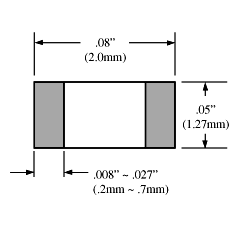 .08”
(2.0mm)
.05”
(1.27mm)
.008” ~ .027”
(.2mm ~ .7mm)